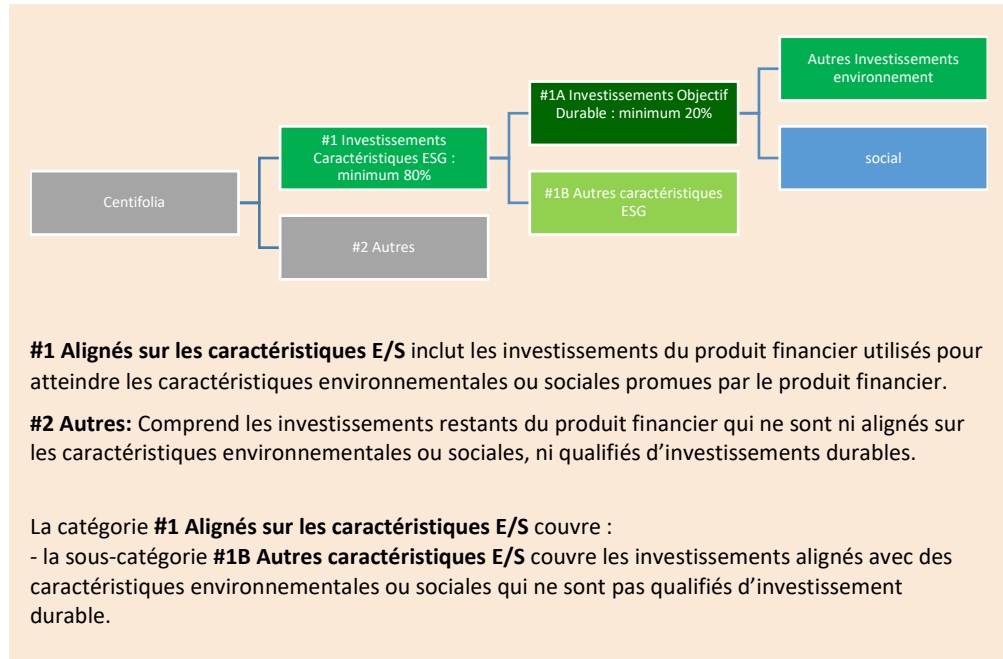 Autres Investissements
environnement
#1A Investissements Objectif
Durable : minimum 20%
#1 Investissements
Caractéristiques ESG :
minimum 80%
social
Centifolia
#1B Autres caractéristiques
ESG
#2 Autres
#1 Alignés sur les caractéristiques E/S inclut les investissements du produit financier utilisés pour
atteindre les caractéristiques environnementales ou sociales promues par le produit financier.
#2 Autres: Comprend les investissements restants du produit financier qui ne sont ni alignés sur
les caractéristiques environnementales ou sociales, ni qualifiés d’investissements durables.
La catégorie #1 Alignés sur les caractéristiques E/S couvre :
- la sous-catégorie #1B Autres caractéristiques E/S couvre les investissements alignés avec des
caractéristiques environnementales ou sociales qui ne sont pas qualifiés d’investissement
durable.